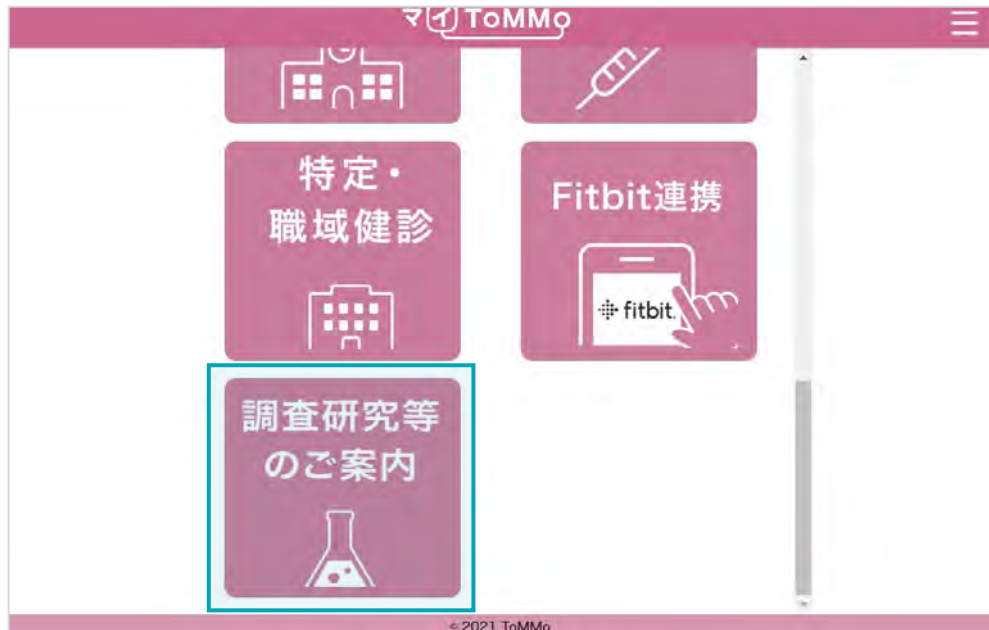 マイToMMo
特定・
職域健診
Fitbit連携
fitbit.
調査研究等
のご案内
© 2021 ToMMo